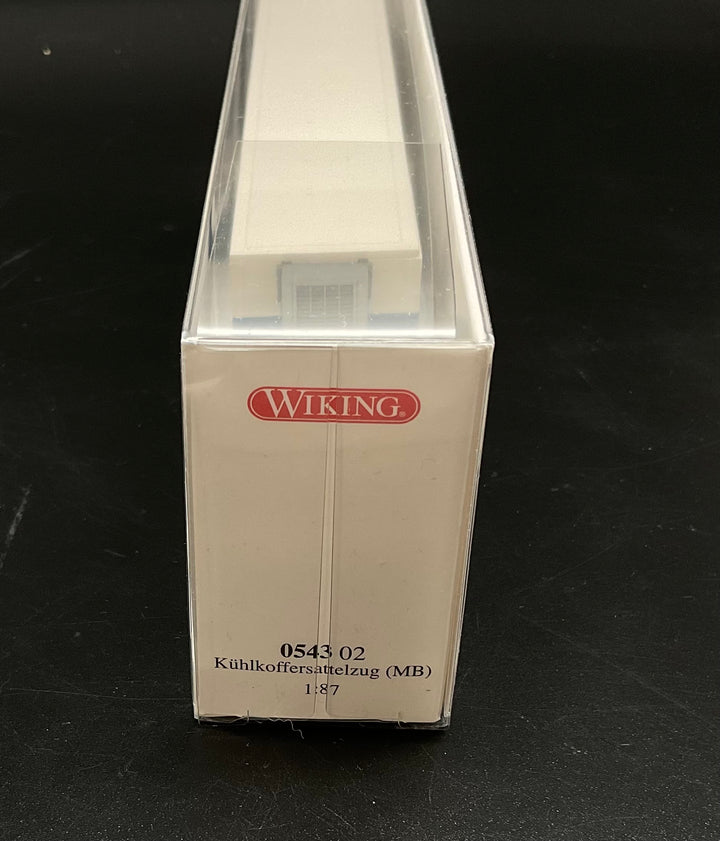 WIKING®
0543 02
Kühlkoffersattelzug (MB)
1:87